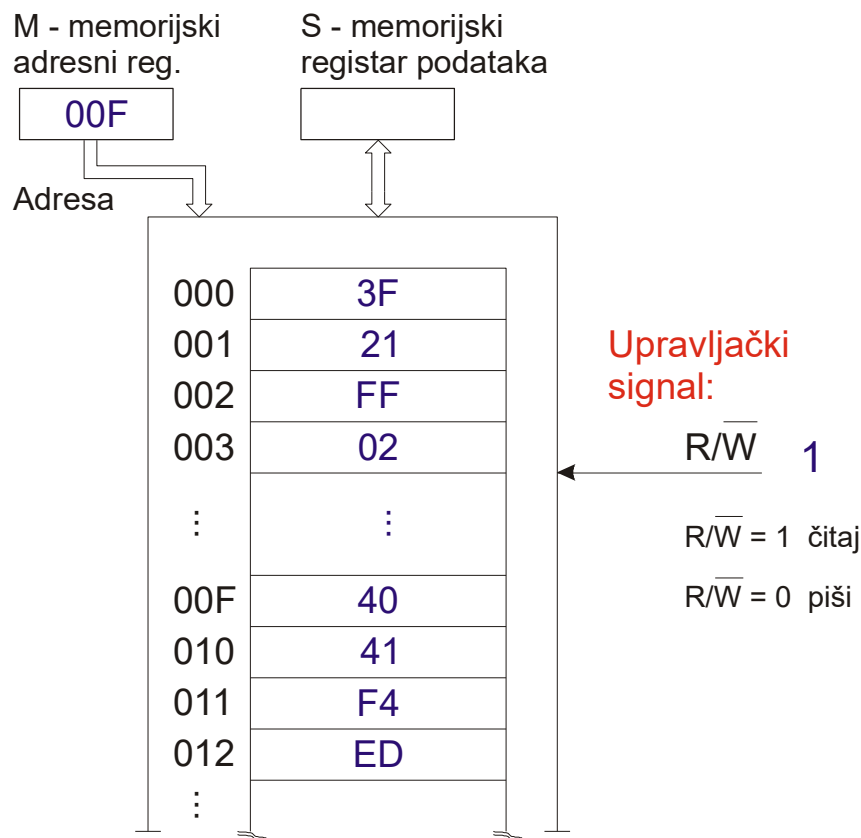 M - memorijski
adresni reg.
S - memorijski
registar podataka
00F
Adresa
000 3F
001 21
002 FF
003 02
⋮ ⋮
00F 40
010 41
011 F4
012 ED
⋮
Upravljački
signal:
R/W̅ 1
R/W̅ = 1 čitaj
R/W̅ = 0 piši